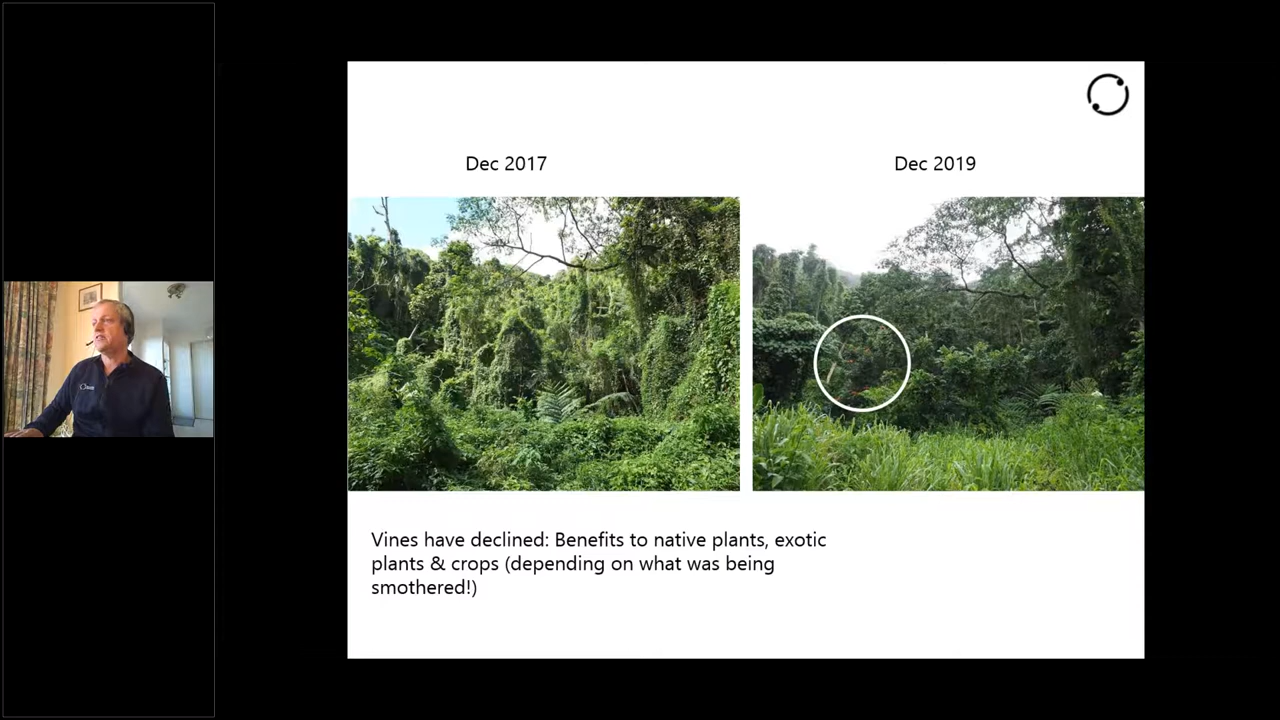 Dec 2017
Dec 2019
Vines have declined: Benefits to native plants, exotic
plants & crops (depending on what was being
smothered!)